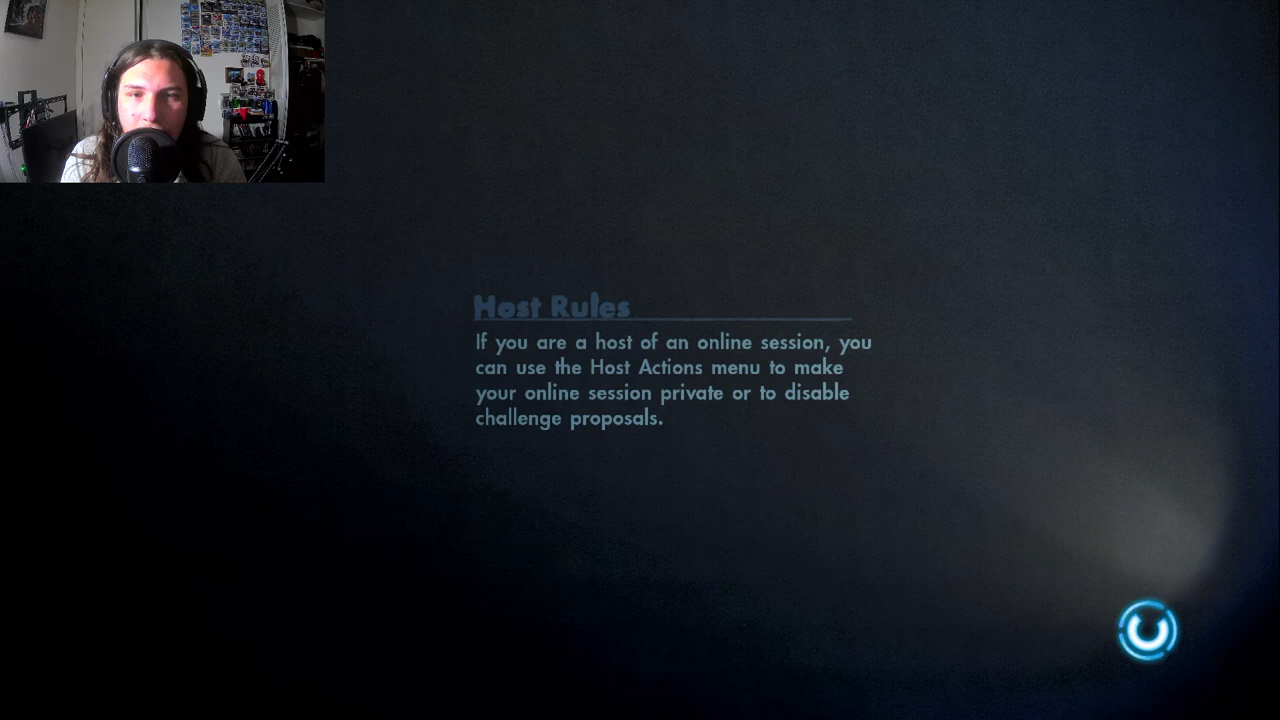 Host Rules
If you are a host of an online session, you
can use the Host Actions menu to make
your online session private or to disable
challenge proposals.